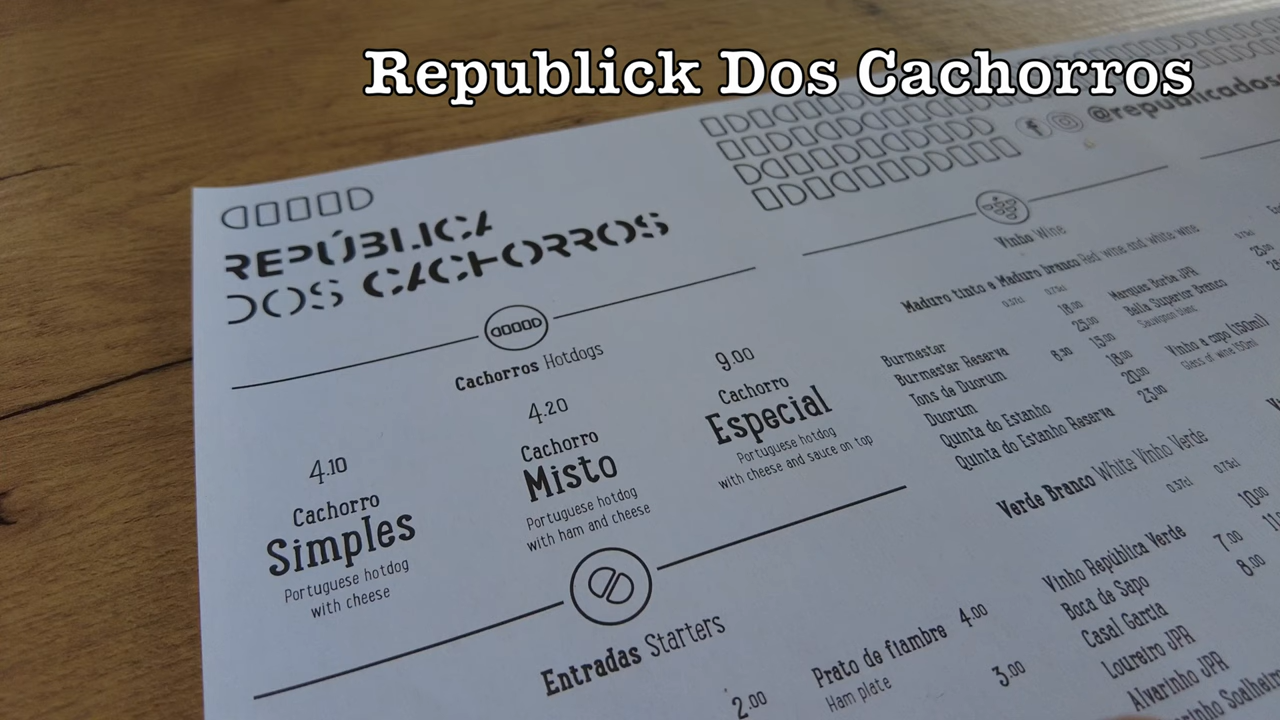 Republick Dos Cachorros
REPÚBLICA
DOS CACHORROS
Cachorros Hotdogs
4.10
Cachorro
Simples
Portuguese hotdog
with cheese
4.20
Cachorro
Misto
Portuguese hotdog
with ham and cheese
9.00
Cachorro
Especial
Portuguese hotdog
with cheese and sauce on top
Entradas Starters
2.00
Prato de fiambre 4.00
Ham plate
3.00
@republicados
Vinho Wine
Maduro tinto e Maduro branco Red wine and white wine
0.37cl 0.75cl
Burmester 18.00
Burmester Reserva 25.00
Tons de Duorum 8.50 15.00
Duorum 18.00
Quinta do Estanho 20.00
Quinta do Estanho Reserva 23.00
Marques Borba JPR 25.00
Bella Superior Branco
Sauvignon Blanc
Vinho a copo (150ml)
Glass of wine 150ml
Verde Branco White Vinho Verde
0.37cl 0.75cl
Vinho República Verde 10.00
Boca de Sapo 7.00
Casal Garcia 8.00
Loureiro JPR
Alvarinho JPR